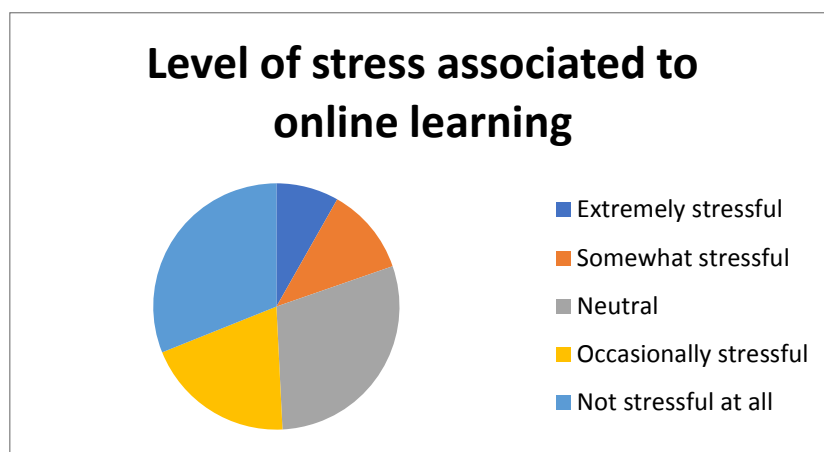 Level of stress associated to
online learning
Extremely stressful
Somewhat stressful
Neutral
Occasionally stressful
Not stressful at all